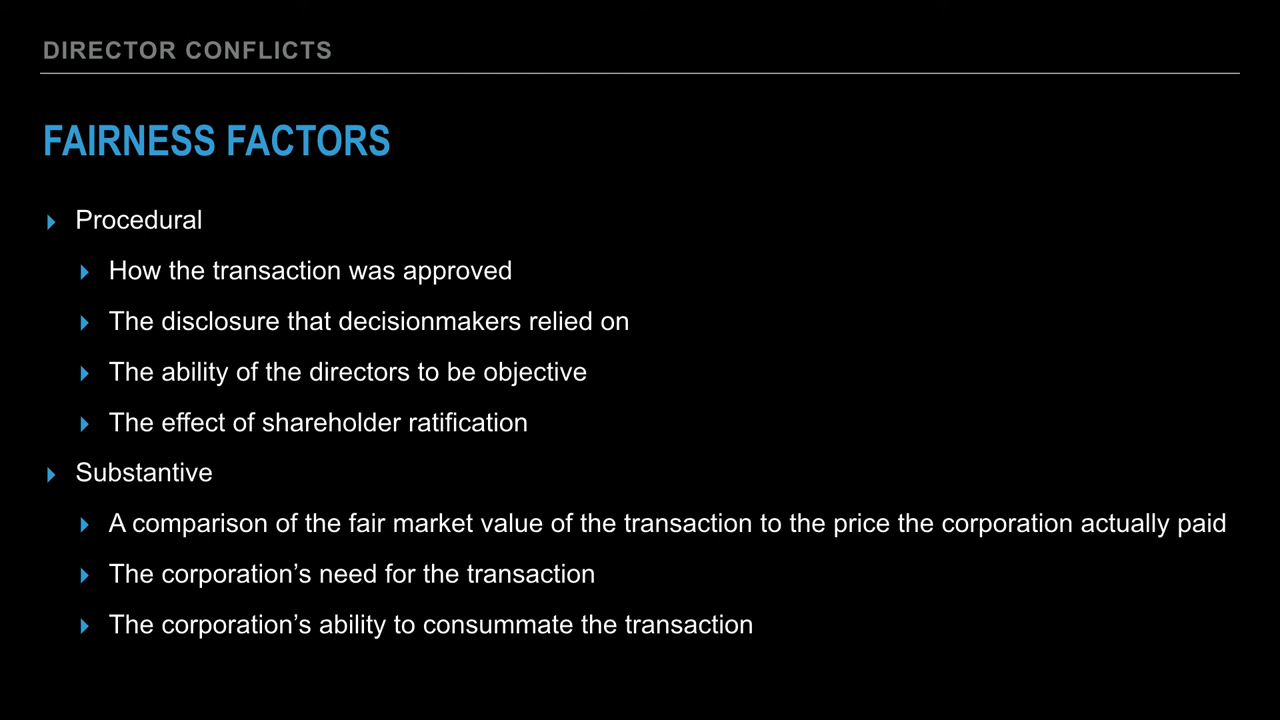 DIRECTOR CONFLICTS
FAIRNESS FACTORS
Procedural
How the transaction was approved
The disclosure that decisionmakers relied on
The ability of the directors to be objective
The effect of shareholder ratification
Substantive
A comparison of the fair market value of the transaction to the price the corporation actually paid
The corporation’s need for the transaction
The corporation’s ability to consummate the transaction